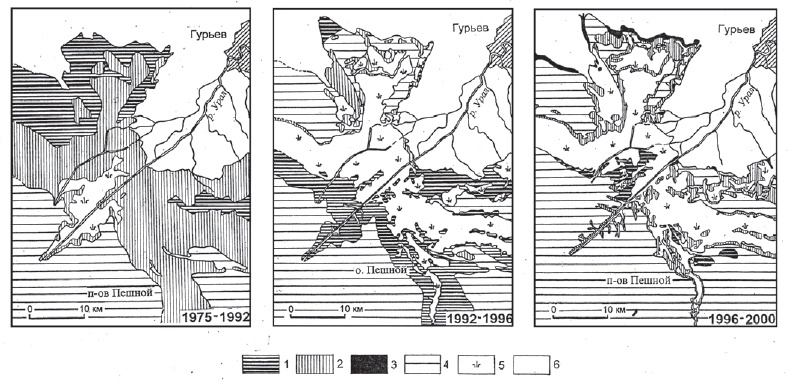 Гурьев
р. Урал
п-ов Пешной
0 10 км
1975-1992
Гурьев
р. Урал
о. Пешной
0 10 км
1992-1996
Гурьев
р. Урал
п-ов Пешной
0 10 км
1996-2000
1 2 3 4 5 6